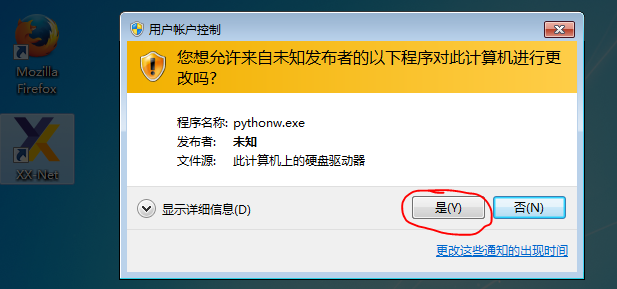 用户帐户控制
您想允许来自未知发布者的以下程序对此计算机进行更
改吗?
程序名称: pythonw.exe
发布者: 未知
文件源: 此计算机上的硬盘驱动器
显示详细信息(D)
是(Y)
否(N)
更改这些通知的出现时间
Mozilla
Firefox
XX-Net